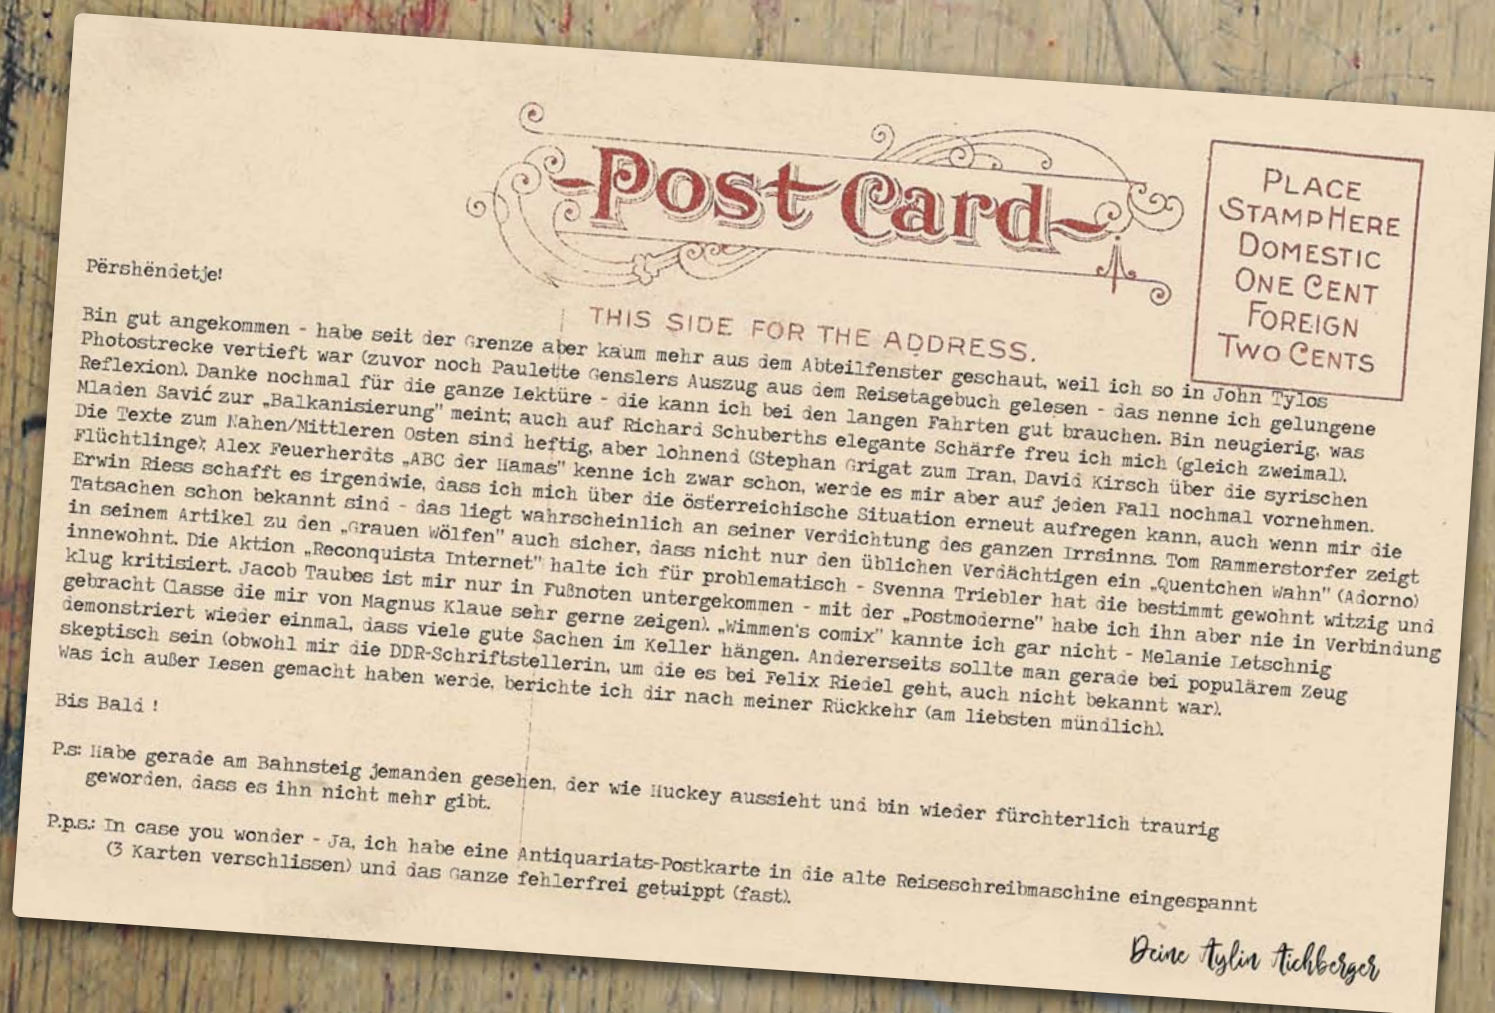 Post Card
PLACE
STAMP HERE
DOMESTIC
ONE CENT
FOREIGN
TWO CENTS
THIS SIDE FOR THE ADDRESS.
Përshëndetje!
Bin gut angekommen - habe seit der Grenze aber kaum mehr aus dem Abteilfenster geschaut, weil ich so in John Tylos
Photostrecke vertieft war (zuvor noch Paulette Genslers Auszug aus dem Reisetagebuch gelesen - das nenne ich gelungene
Reflexion). Danke nochmal für die ganze Lektüre - die kann ich bei den langen Fahrten gut brauchen. Bin neugierig, was
Mladen Savić zur „Balkanisierung" meint; auch auf Richard Schuberths elegante Schärfe freu ich mich (gleich zweimal).
Die Texte zum Nahen/Mittleren Osten sind heftig, aber lohnend (Stephan Grigat zum Iran, David Kirsch über die syrischen
Flüchtlinge); Alex Feuerherdts „ABC der Hamas" kenne ich zwar schon, werde es mir aber auf jeden Fall nochmal vornehmen.
Erwin Riess schafft es irgendwie, dass ich mich über die österreichische Situation erneut aufregen kann, auch wenn mir die
Tatsachen schon bekannt sind - das liegt wahrscheinlich an seiner Verdichtung des ganzen Irrsinns. Tom Rammerstorfer zeigt
in seinem Artikel zu den „Grauen Wölfen" auch sicher, dass nicht nur den üblichen Verdächtigen ein „Quentchen Wahn" (Adorno)
innewohnt. Die Aktion „Reconquista Internet" halte ich für problematisch - Svenna Triebler hat die bestimmt gewohnt witzig und
klug kritisiert. Jacob Taubes ist mir nur in Fußnoten untergekommen - mit der „Postmoderne" habe ich ihn aber nie in Verbindung
gebracht (lasse die mir von Magnus Klaue sehr gerne zeigen). „Wimmen's comix" kannte ich gar nicht - Melanie Letschnig
demonstriert wieder einmal, dass viele gute Sachen im Keller hängen. Andererseits sollte man gerade bei populärem Zeug
skeptisch sein (obwohl mir die DDR-Schriftstellerin, um die es bei Felix Riedel geht, auch nicht bekannt war).
Was ich außer Lesen gemacht haben werde, berichte ich dir nach meiner Rückkehr (am liebsten mündlich).
Bis Bald !
P.s: Habe gerade am Bahnsteig jemanden gesehen, der wie Huckey aussieht und bin wieder fürchterlich traurig
geworden, dass es ihn nicht mehr gibt.
P.p.s.: In case you wonder - Ja, ich habe eine Antiquariats-Postkarte in die alte Reiseschreibmaschine eingespannt
(3 Karten verschlissen) und das Ganze fehlerfrei getuippt (fast).
Deine Aylin Aichberger